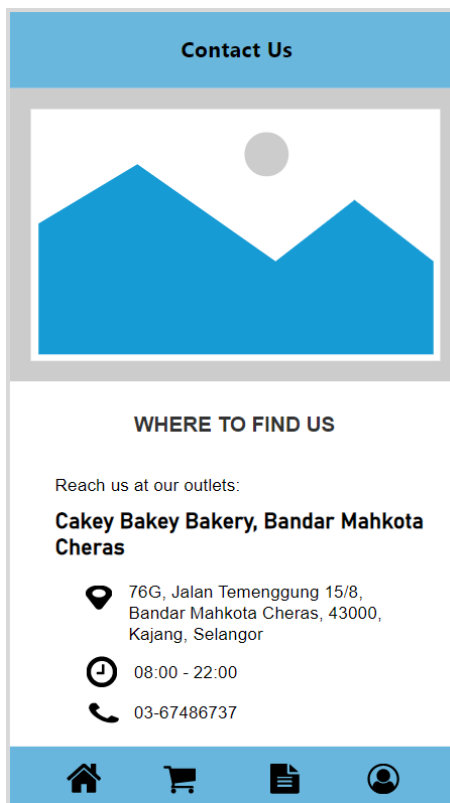 Contact Us
WHERE TO FIND US
Reach us at our outlets:
Cakey Bakey Bakery, Bandar Mahkota
Cheras
76G, Jalan Temenggung 15/8,
Bandar Mahkota Cheras, 43000,
Kajang, Selangor
08:00 - 22:00
03-67486737